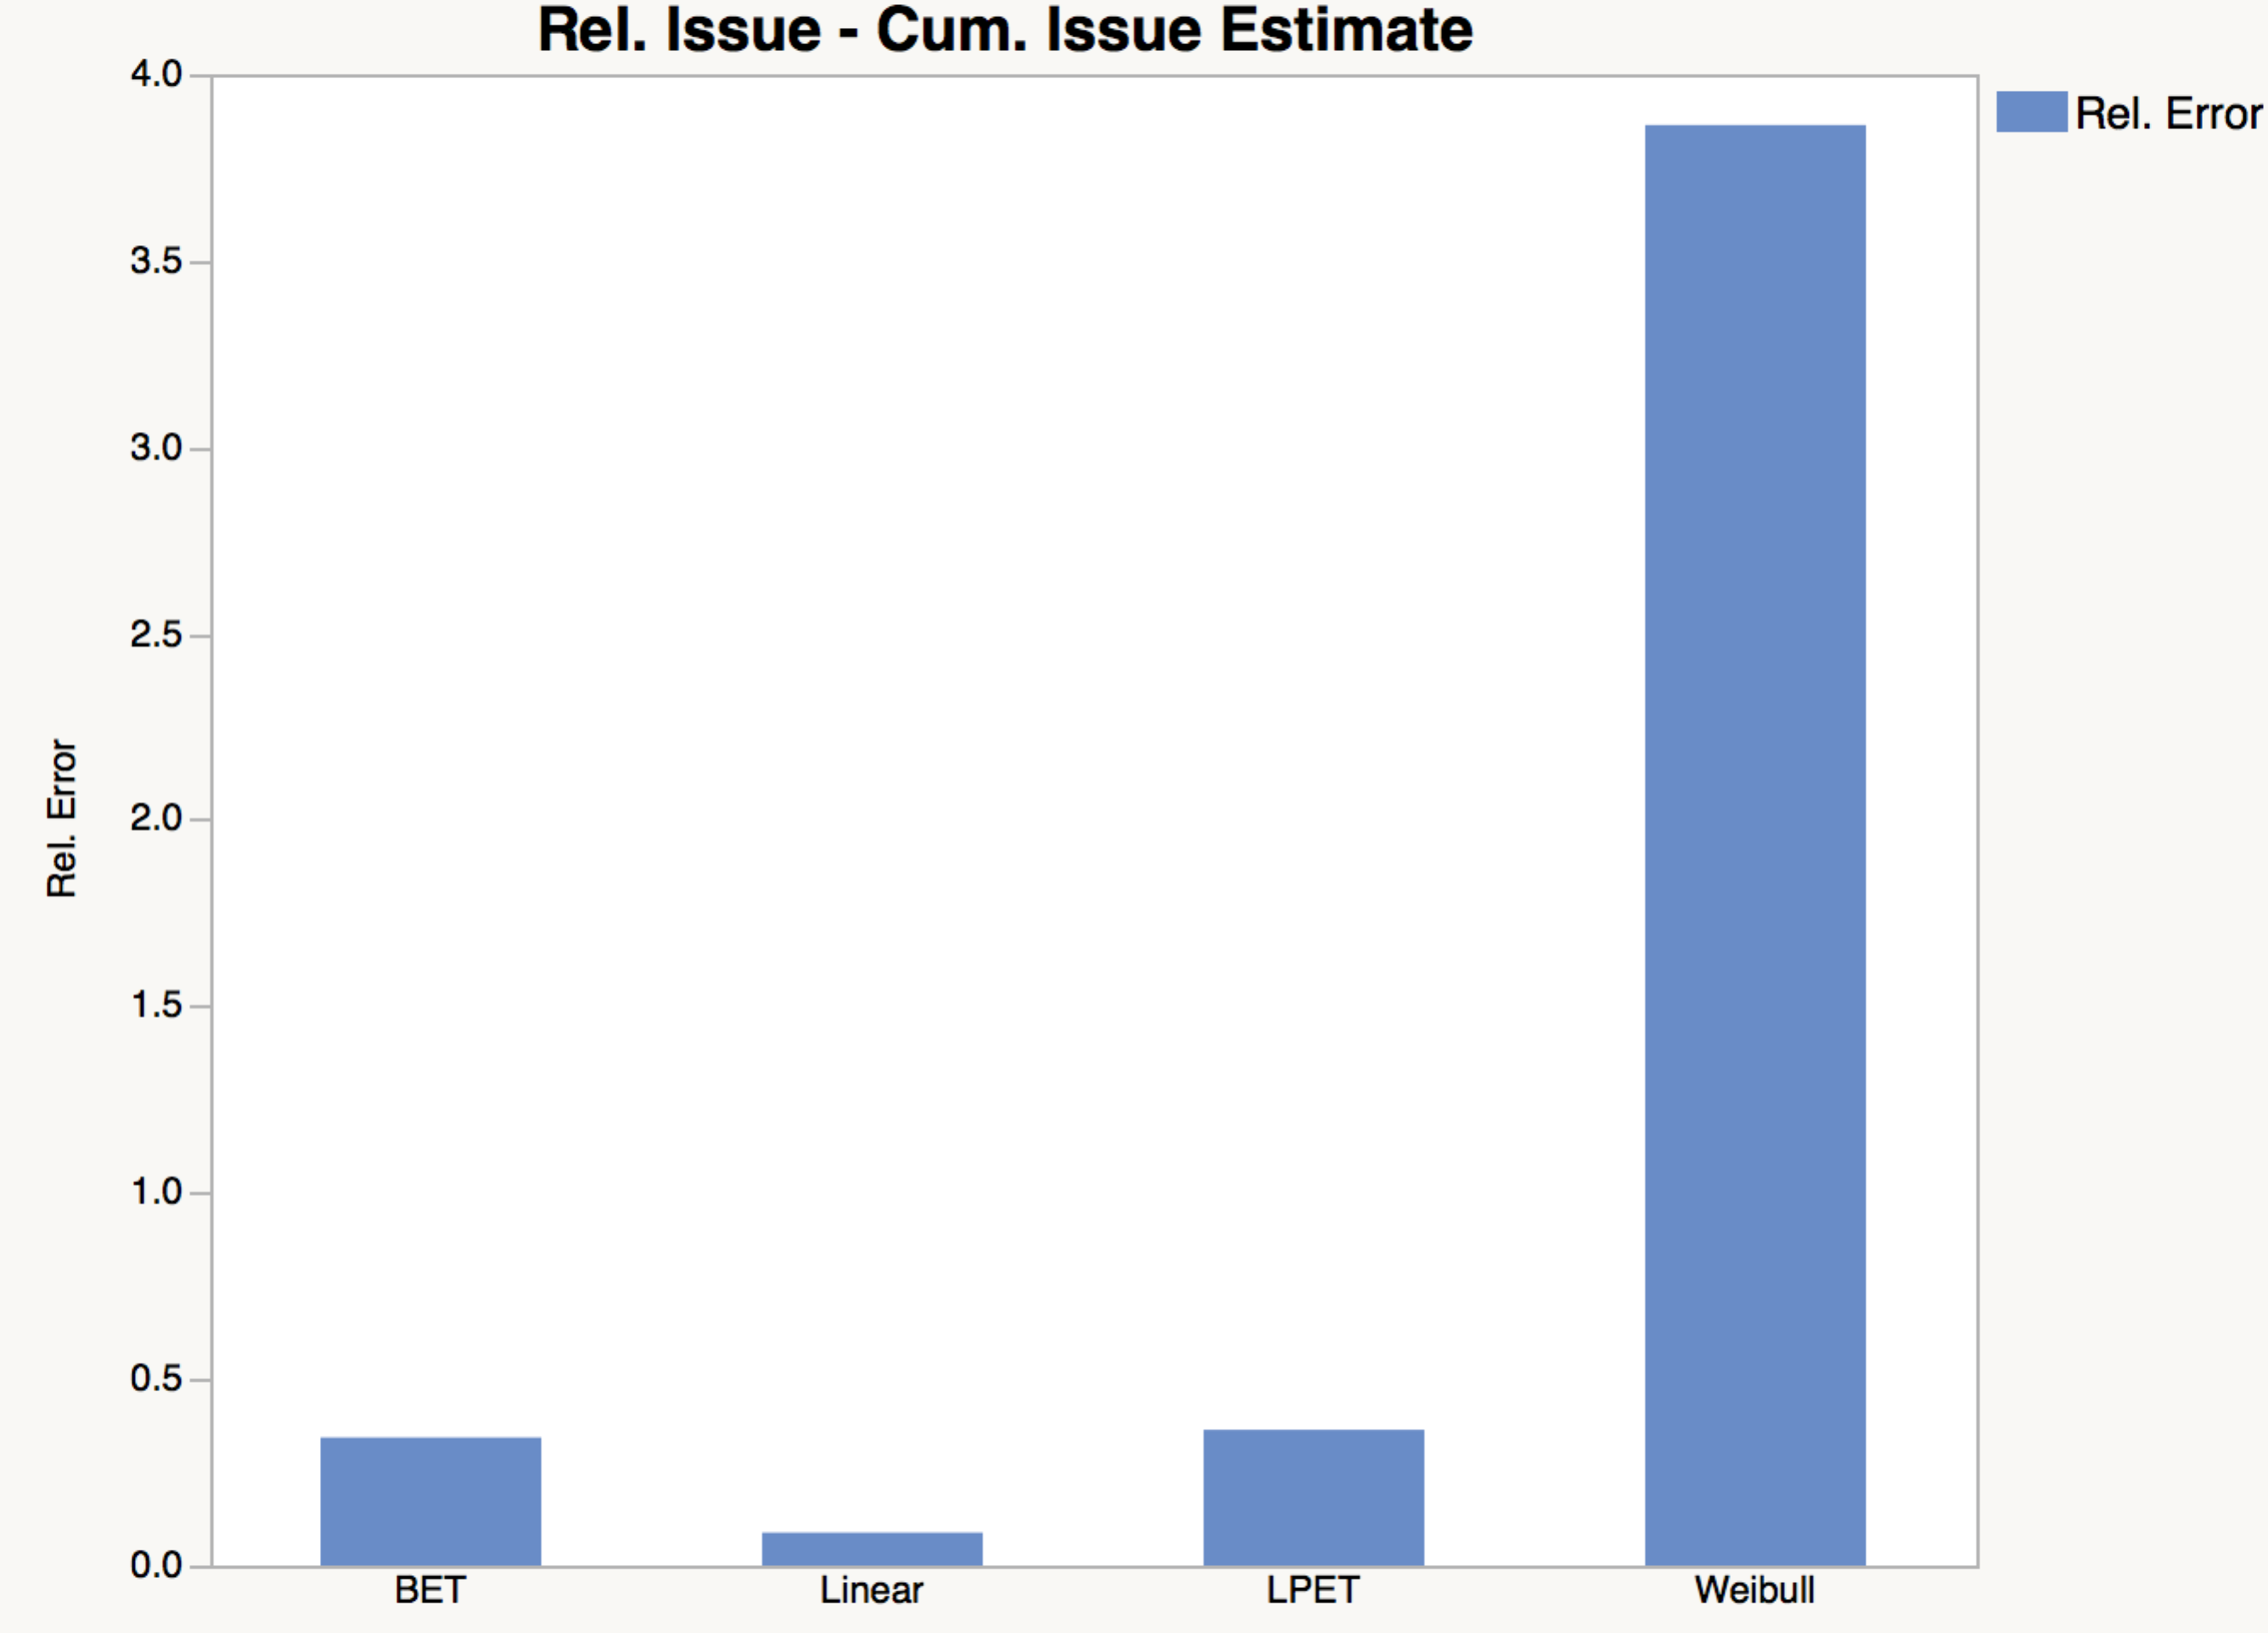 Rel. Issue - Cum. Issue Estimate
Rel. Error
4.0
3.5
3.0
2.5
2.0
1.5
1.0
0.5
0.0
Rel. Error
BET Linear LPET Weibull